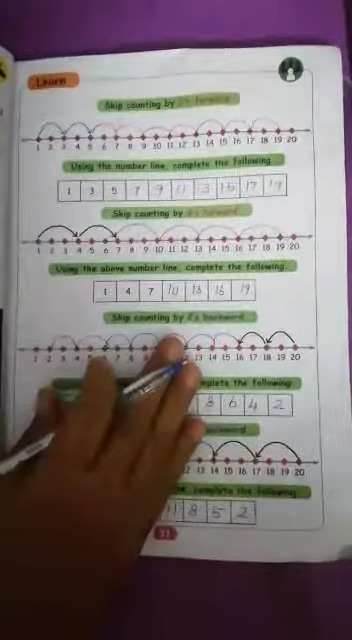 Learn
Skip counting by 2's forward
1 2 3 4 5 6 7 8 9 10 11 12 13 14 15 16 17 18 19 20
Using the number line, complete the following
1 3 5 7 9 11 13 15 17 19
Skip counting by 3's forward
1 2 3 4 5 6 7 8 9 10 11 12 13 14 15 16 17 18 19 20
Using the above number line, complete the following.
1 4 7 10 13 16 19
Skip counting by 2's backward
1 2 3 4 5 6 7 8 9 12 13 14 15 16 17 18 19 20
complete the following
8 6 4 2
backward
12 13 14 15 16 17 18 19 20
complete the following
11 8 5 2